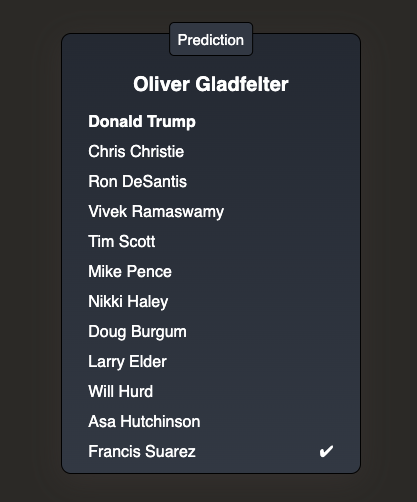 Prediction
Oliver Gladfelter
Donald Trump
Chris Christie
Ron DeSantis
Vivek Ramaswamy
Tim Scott
Mike Pence
Nikki Haley
Doug Burgum
Larry Elder
Will Hurd
Asa Hutchinson
Francis Suarez ✔